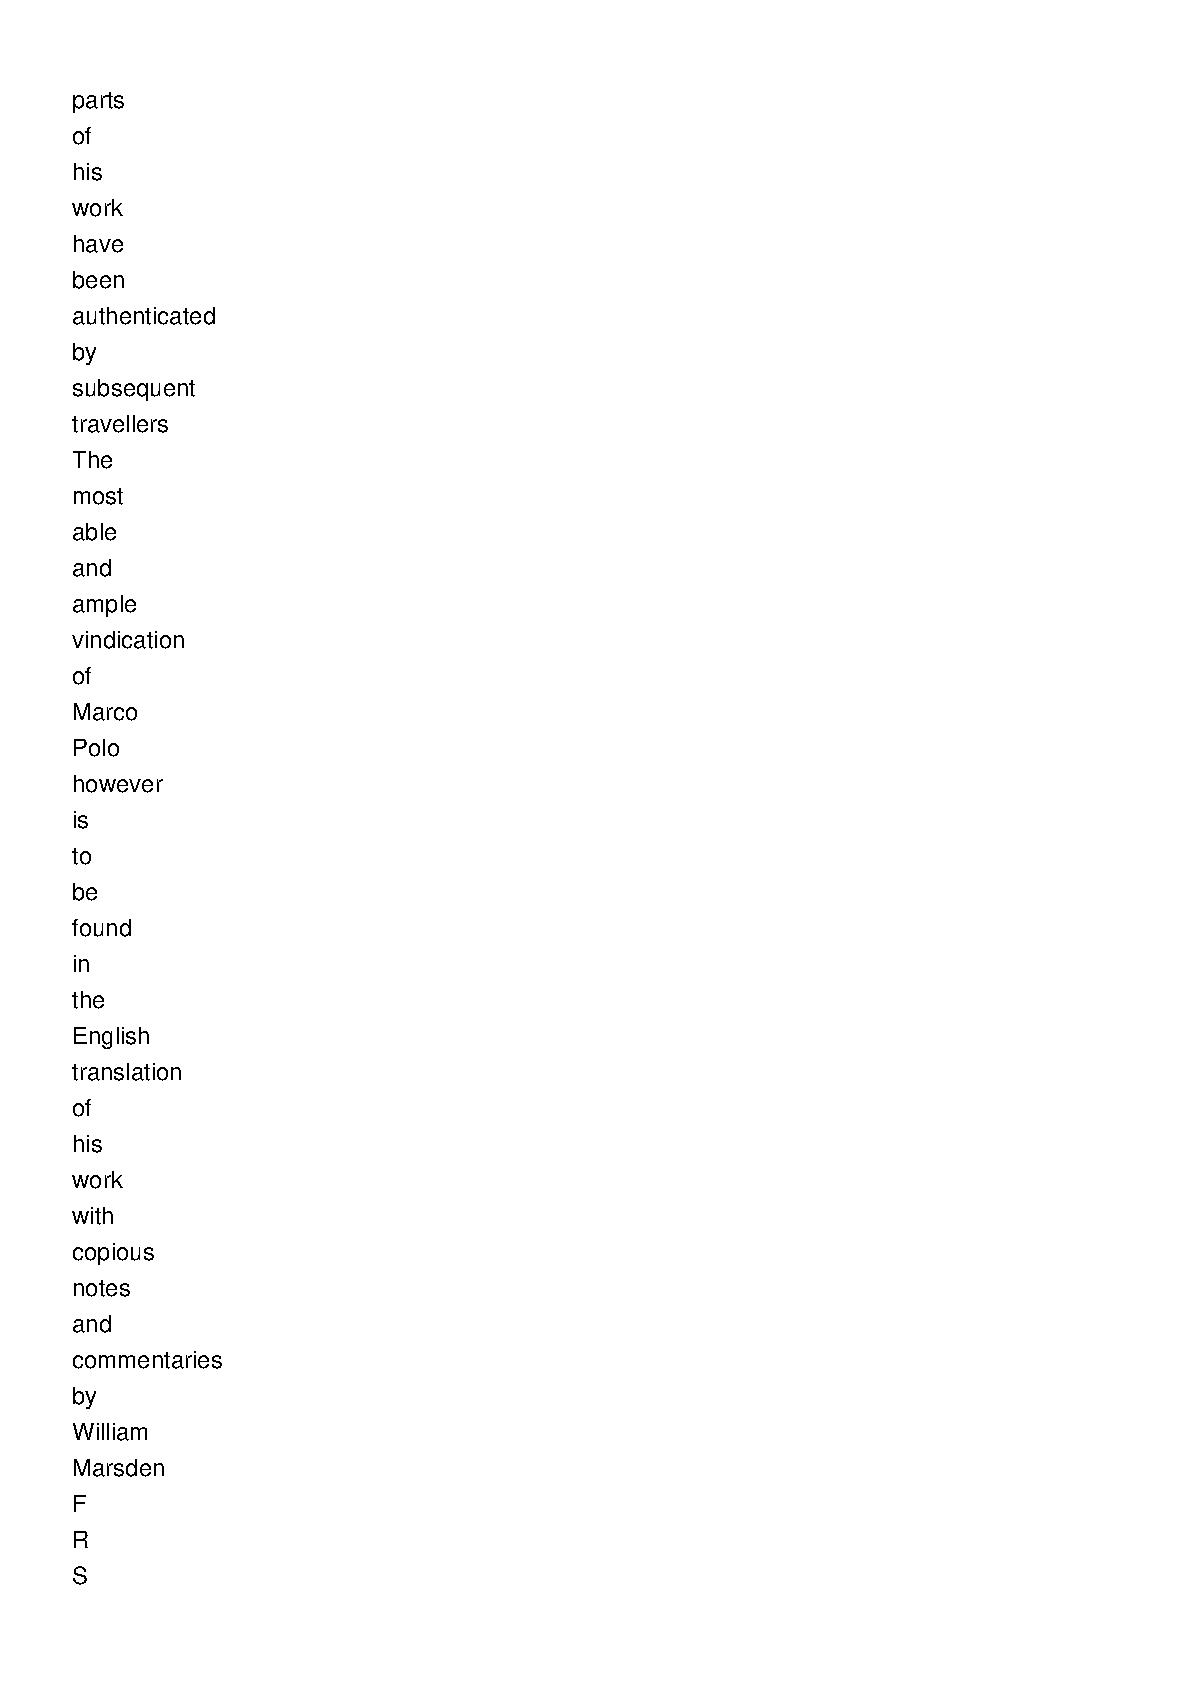 parts
of
his
work
have
been
authenticated
by
subsequent
travellers
The
most
able
and
ample
vindication
of
Marco
Polo
however
is
to
be
found
in
the
English
translation
of
his
work
with
copious
notes
and
commentaries
by
William
Marsden
F
R
S